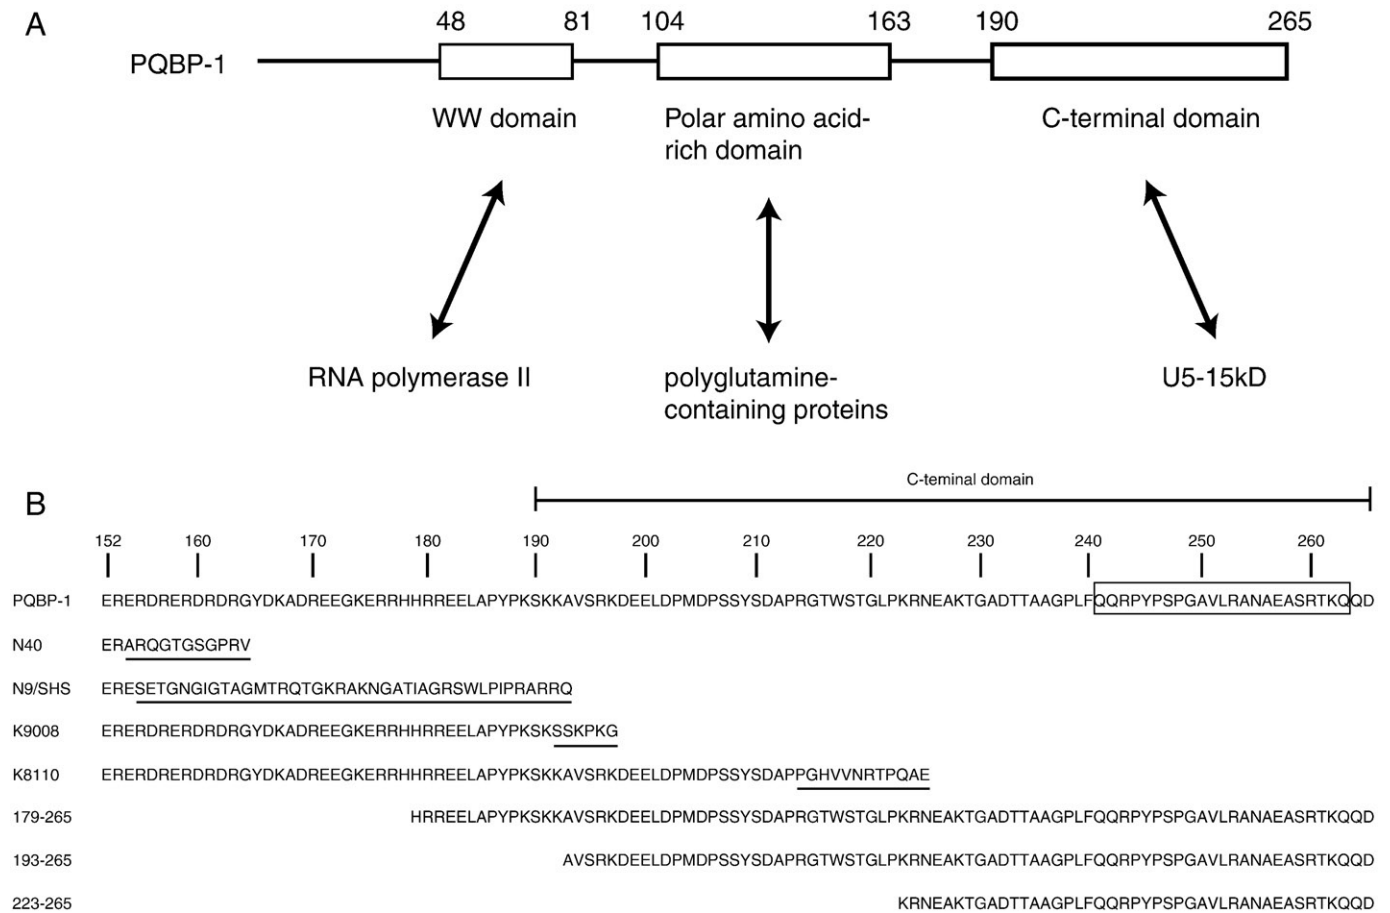 A
48 81 104 163 190 265
PQBP-1
WW domain
Polar amino acid-
rich domain
C-terminal domain
RNA polymerase II
polyglutamine-
containing proteins
U5-15kD
B
C-teminal domain
152 160 170 180 190 200 210 220 230 240 250 260
PQBP-1 ERERDRERDRDRGYDKADREEGKERRHHRREELAPYPKSKKAVSRKDEELDPMDPSSYSDAPRGTWSTGLPKRNEAKTGADTTAAGPLFQQRPYPSPGAVLRANAEASRTKQQD
N40 ERARQGTGSGPRV
N9/SHS ERESETGNGIGTAGMTRQTGKRAKNGATIAGRSWLPIPRARRQ
K9008 ERERDRERDRDRGYDKADREEGKERRHHRREELAPYPKSKSSKPKG
K8110 ERERDRERDRDRGYDKADREEGKERRHHRREELAPYPKSKKAVSRKDEELDPMDPSSYSDAPPGHVVNRTPQAE
179-265 HRREELAPYPKSKKAVSRKDEELDPMDPSSYSDAPRGTWSTGLPKRNEAKTGADTTAAGPLFQQRPYPSPGAVLRANAEASRTKQQD
193-265 AVSRKDEELDPMDPSSYSDAPRGTWSTGLPKRNEAKTGADTTAAGPLFQQRPYPSPGAVLRANAEASRTKQQD
223-265 KRNEAKTGADTTAAGPLFQQRPYPSPGAVLRANAEASRTKQQD